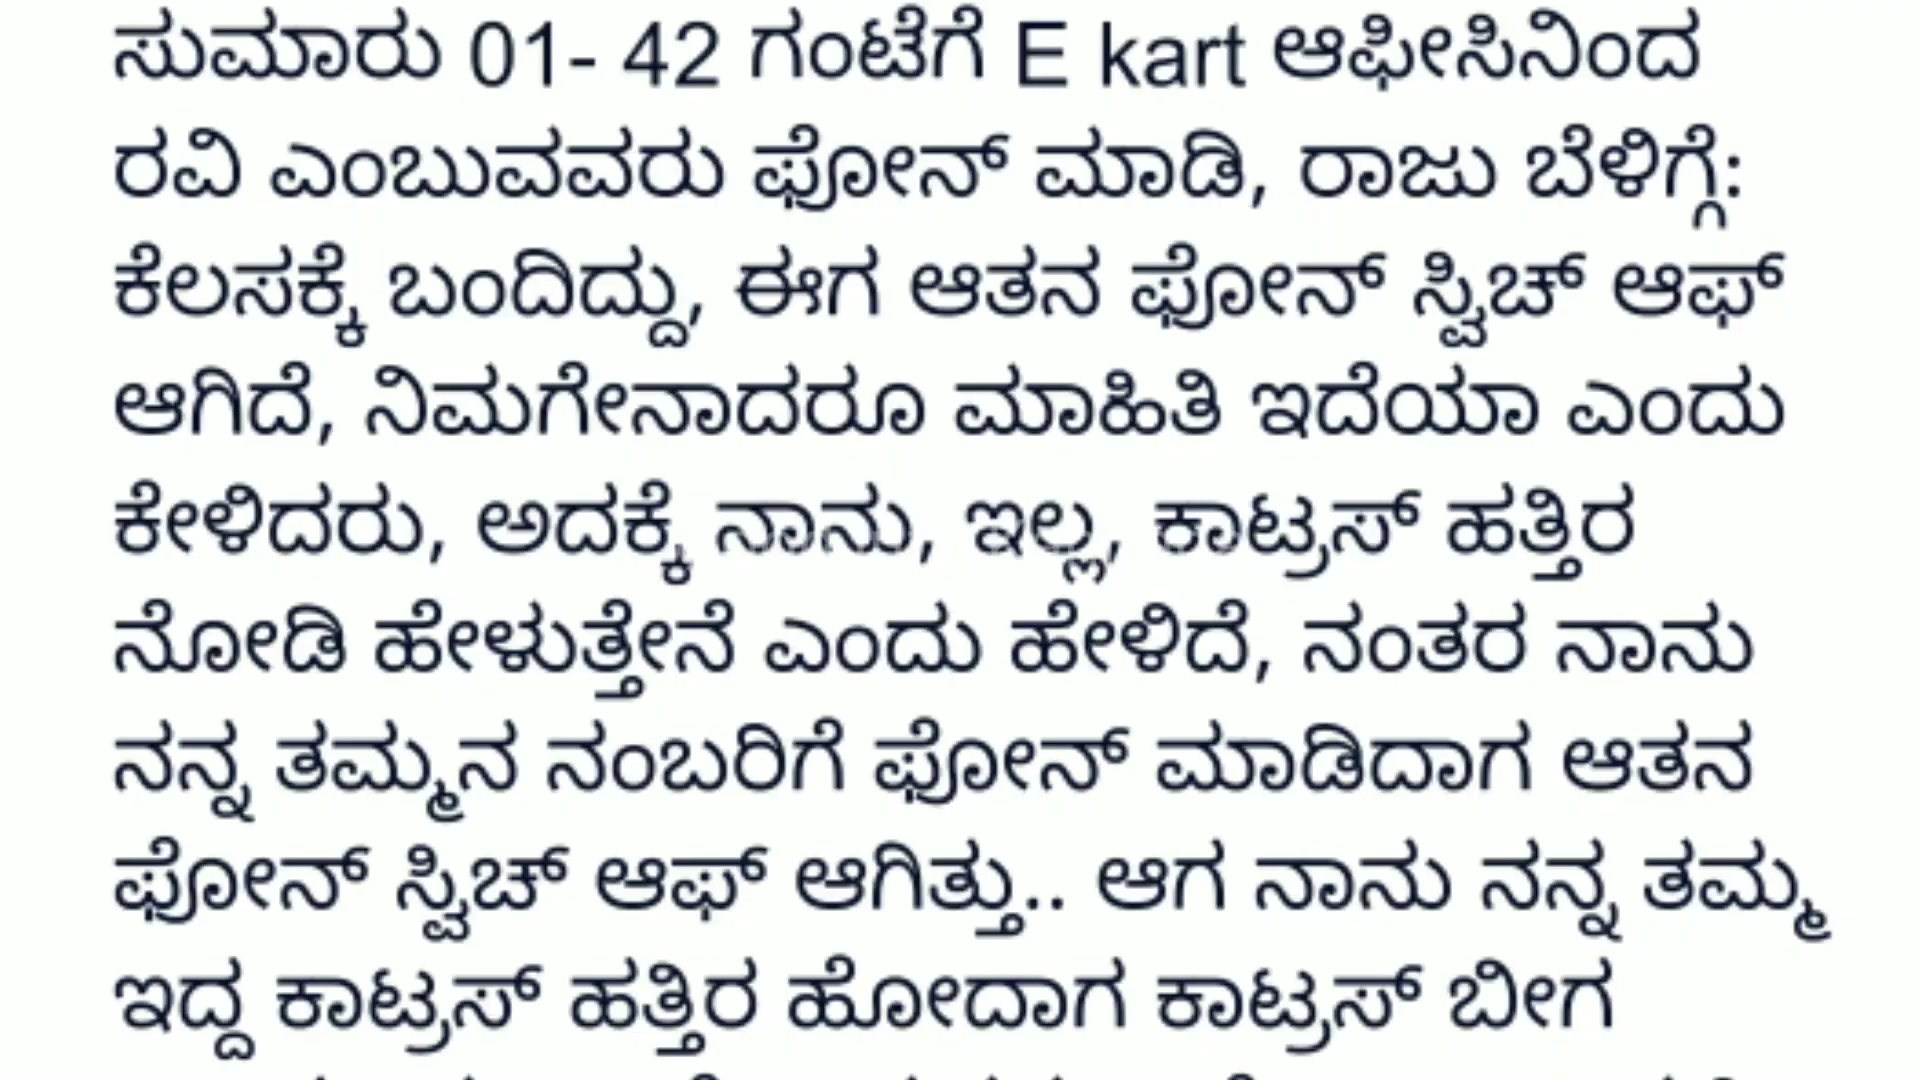 ಸುಮಾರು 01- 42 ಗಂಟೆಗೆ E kart ಆಫೀಸಿನಿಂದ
ರವಿ ಎಂಬುವವರು ಫೋನ್ ಮಾಡಿ, ರಾಜು ಬೆಳಿಗ್ಗೆ:
ಕೆಲಸಕ್ಕೆ ಬಂದಿದ್ದು, ಈಗ ಆತನ ಫೋನ್ ಸ್ವಿಚ್ ಆಫ್
ಆಗಿದೆ, ನಿಮಗೇನಾದರೂ ಮಾಹಿತಿ ಇದೆಯಾ ಎಂದು
ಕೇಳಿದರು, ಅದಕ್ಕೆ ನಾನು, ಇಲ್ಲ, ಕಾಟ್ರಸ್ ಹತ್ತಿರ
ನೋಡಿ ಹೇಳುತ್ತೇನೆ ಎಂದು ಹೇಳಿದೆ, ನಂತರ ನಾನು
ನನ್ನ ತಮ್ಮನ ನಂಬರಿಗೆ ಫೋನ್ ಮಾಡಿದಾಗ ಆತನ
ಫೋನ್ ಸ್ವಿಚ್ ಆಫ್ ಆಗಿತ್ತು.. ಆಗ ನಾನು ನನ್ನ ತಮ್ಮ
ಇದ್ದ ಕಾಟ್ರಸ್ ಹತ್ತಿರ ಹೋದಾಗ ಕಾಟ್ರಸ್ ಬೀಗ